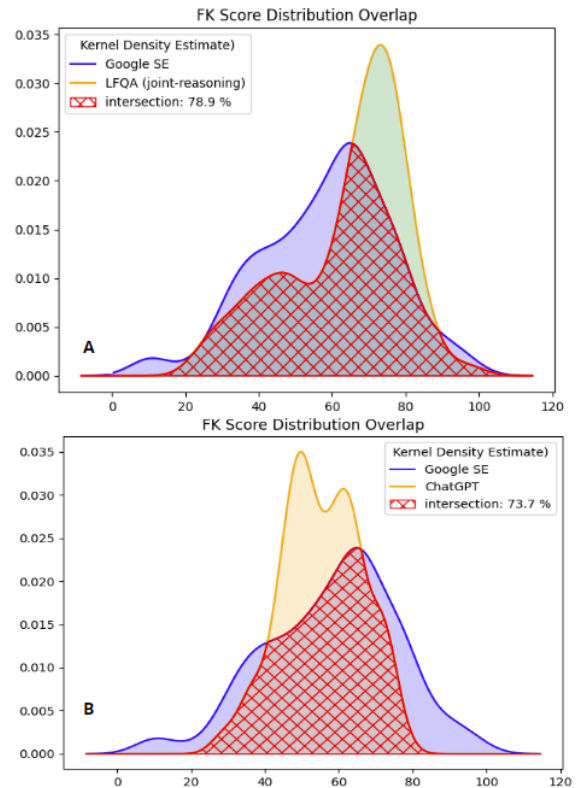 FK Score Distribution Overlap
0.035
0.030
0.025
0.020
0.015
0.010
0.005
0.000
Kernel Density Estimate)
Google SE
LFQA (joint-reasoning)
intersection: 78.9 %
A
0 20 40 60 80 100 120
FK Score Distribution Overlap
0.035
0.030
0.025
0.020
0.015
0.010
0.005
0.000
Kernel Density Estimate)
Google SE
ChatGPT
intersection: 73.7 %
B
0 20 40 60 80 100 120